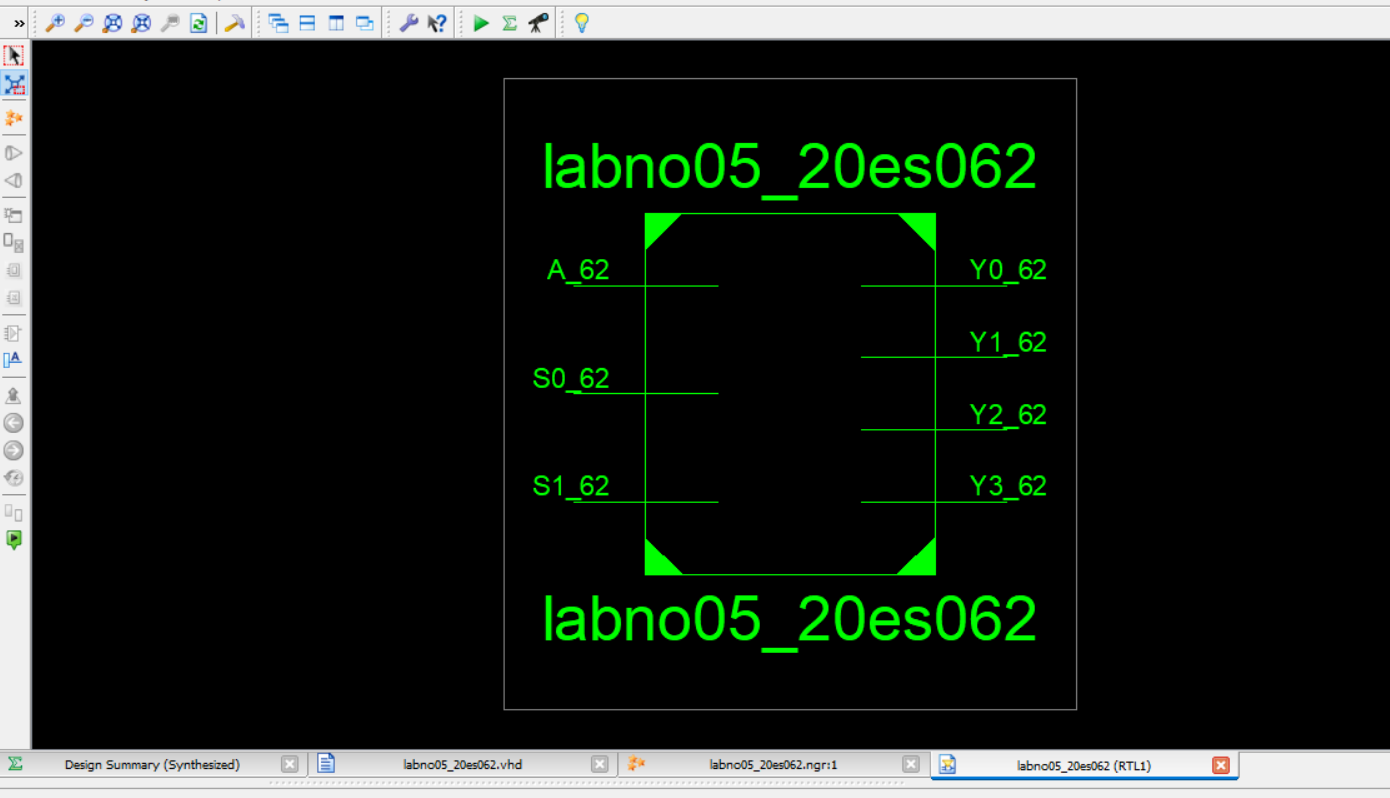 »
labno05_20es062
A_62
Y0_62
Y1_62
S0_62
Y2_62
S1_62
Y3_62
labno05_20es062
Design Summary (Synthesized)
labno05_20es062.vhd
labno05_20es062.ngr:1
labno05_20es062 (RTL1)